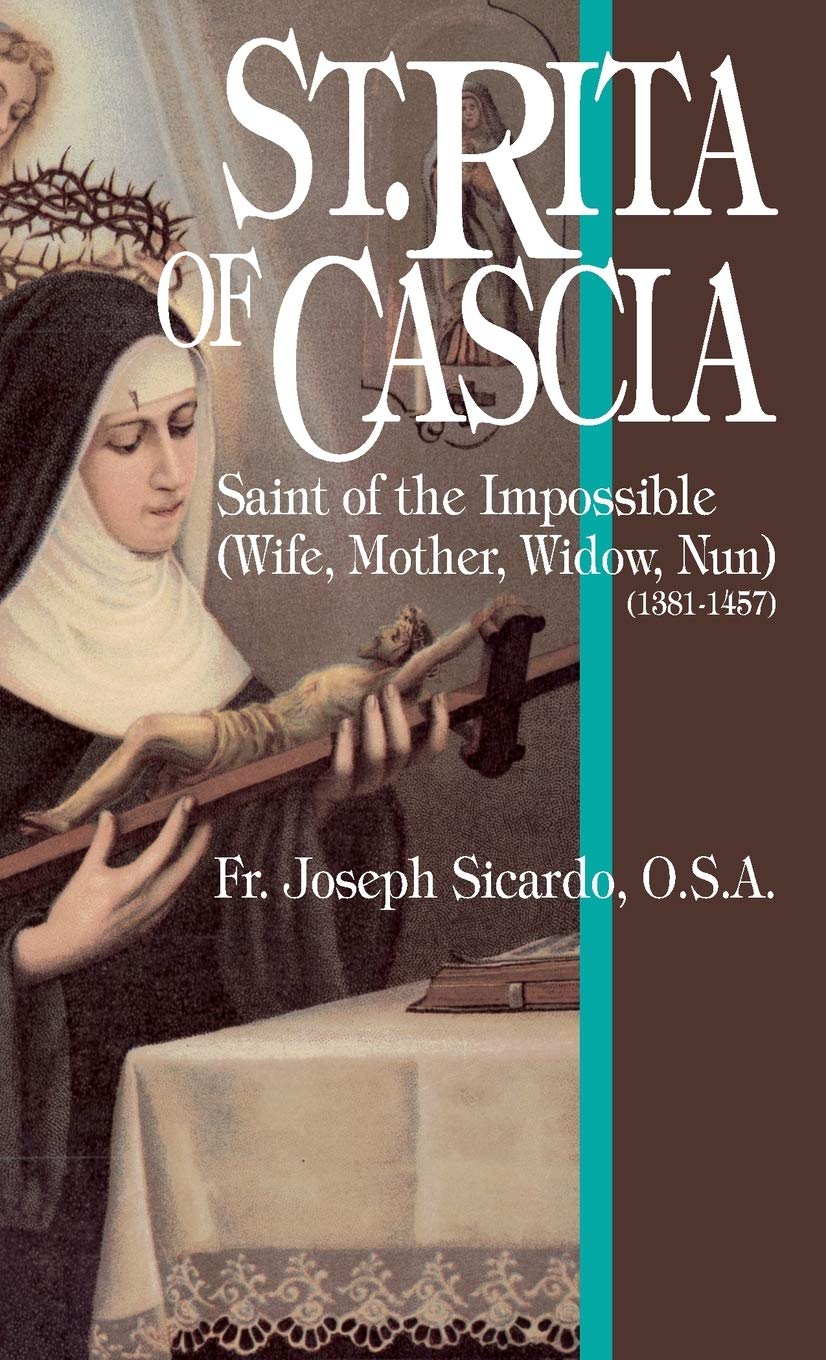 ST. RITA
OF CASCIA
Saint of the Impossible
(Wife, Mother, Widow, Nun)
(1381-1457)
Fr. Joseph Sicardo, O.S.A.